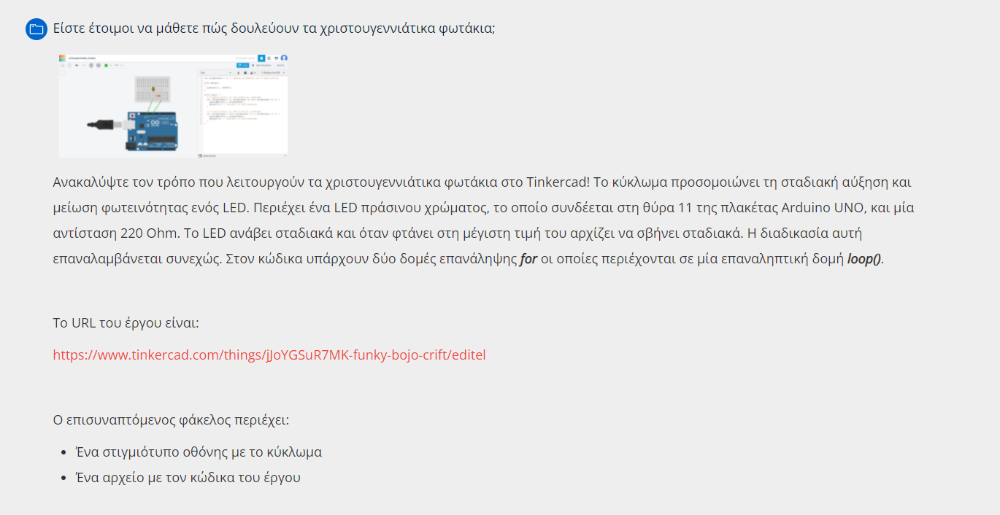 Είστε έτοιμοι να μάθετε πώς δουλεύουν τα χριστουγεννιάτικα φωτάκια;
Ανακαλύψτε τον τρόπο που λειτουργούν τα χριστουγεννιάτικα φωτάκια στο Tinkercad! Το κύκλωμα προσομοιώνει τη σταδιακή αύξηση και
μείωση φωτεινότητας ενός LED. Περιέχει ένα LED πράσινου χρώματος, το οποίο συνδέεται στη θύρα 11 της πλακέτας Arduino UNO, και μία
αντίσταση 220 Ohm. Το LED ανάβει σταδιακά και όταν φτάνει στη μέγιστη τιμή του αρχίζει να σβήνει σταδιακά. Η διαδικασία αυτή
επαναλαμβάνεται συνεχώς. Στον κώδικα υπάρχουν δύο δομές επανάληψης for οι οποίες περιέχονται σε μία επαναληπτική δομή loop().
Το URL του έργου είναι:
https://www.tinkercad.com/things/jJoYGSuR7MK-funky-bojo-crift/editel
Ο επισυναπτόμενος φάκελος περιέχει:
Ένα στιγμιότυπο οθόνης με το κύκλωμα
Ένα αρχείο με τον κώδικα του έργου